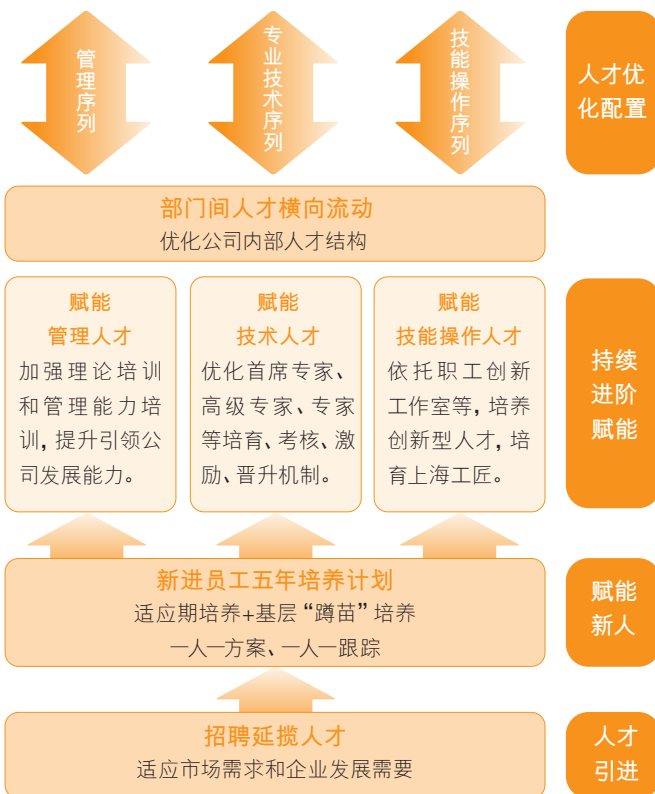 管理序列
专业技术序列
技能操作序列
人才优
化配置
部门间人才横向流动
优化公司内部人才结构
赋能
管理人才
加强理论培训
和管理能力培
训，提升引领公
司发展能力。
赋能
技术人才
优化首席专家、
高级专家、专家
等培育、考核、激
励、晋升机制。
赋能
技能操作人才
依托职工创新
工作室等，培养
创新型人才，培
育上海工匠。
持续
进阶
赋能
新进员工五年培养计划
适应期培养+基层“蹲苗”培养
一人一方案、一人一跟踪
赋能
新人
招聘延揽人才
适应市场需求和企业发展需要
人才
引进